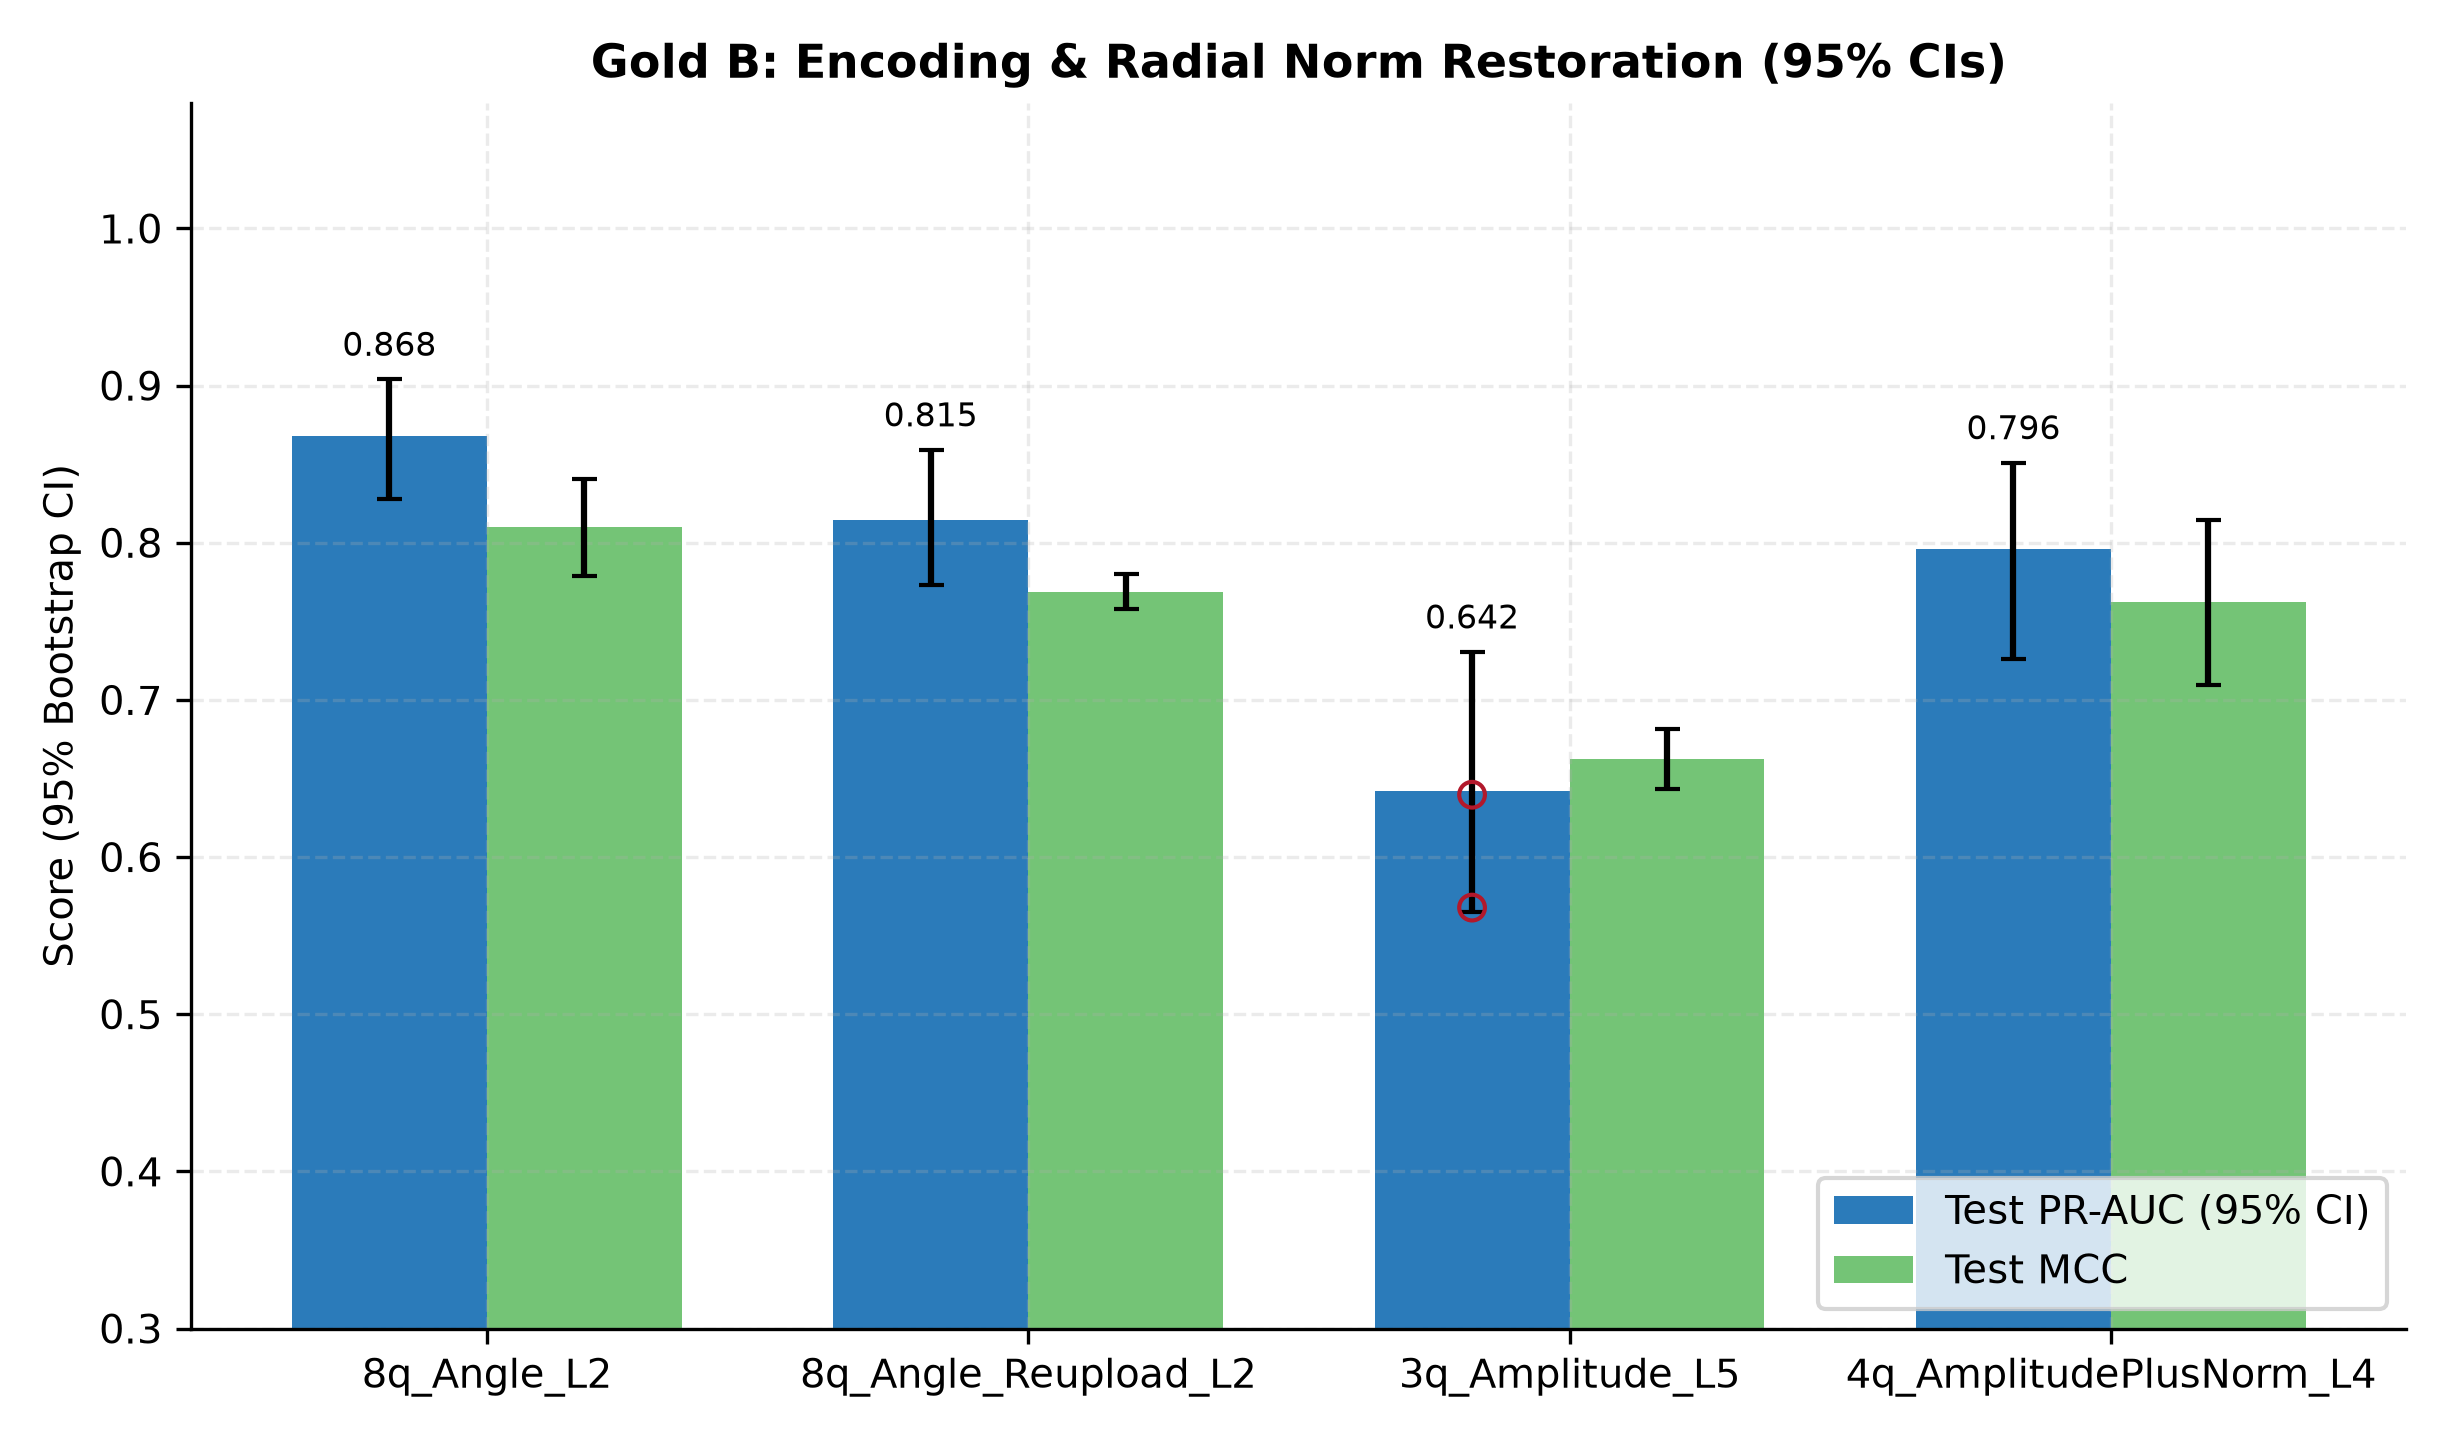 Gold B: Encoding & Radial Norm Restoration (95% CIs)
Score (95% Bootstrap CI)
1.0
0.9
0.8
0.7
0.6
0.5
0.4
0.3
0.868
0.815
0.642
0.796
Test PR-AUC (95% CI)
Test MCC
8q_Angle_L2
8q_Angle_Reupload_L2
3q_Amplitude_L5
4q_AmplitudePlusNorm_L4